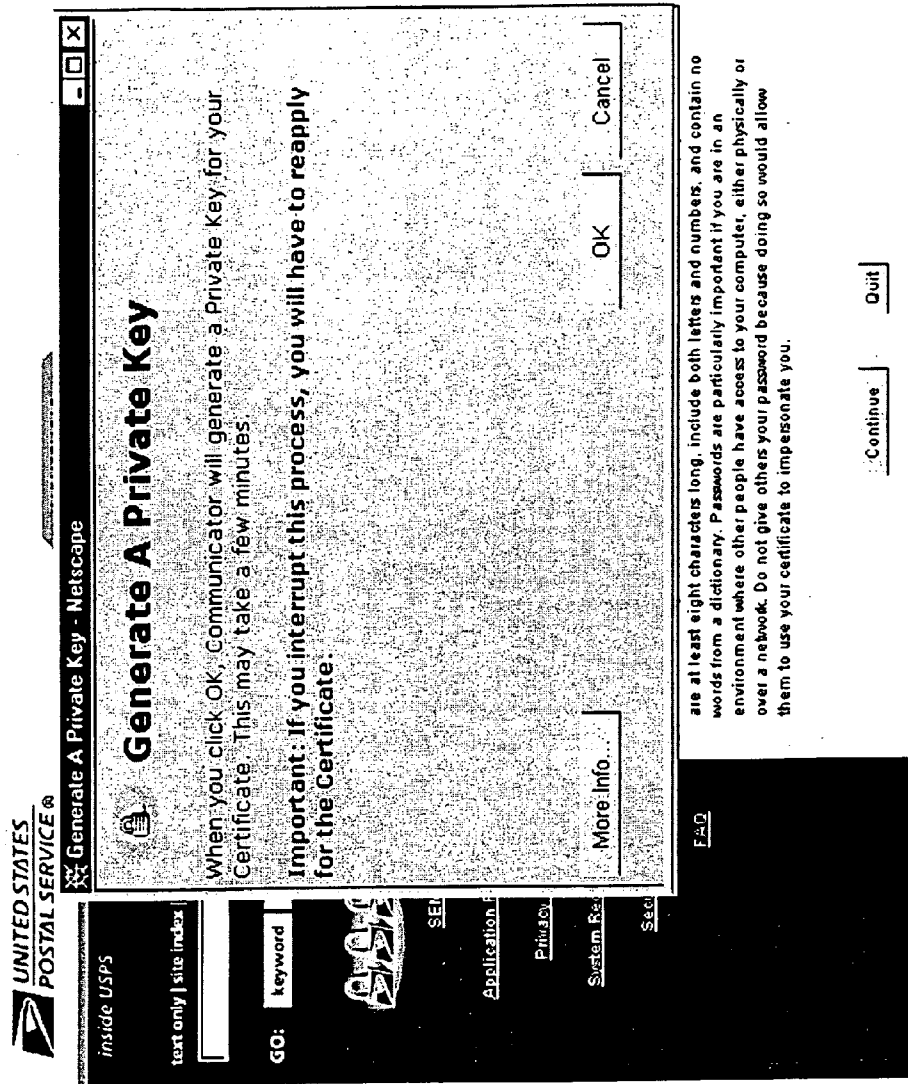 UNITED STATES
POSTAL SERVICE ®
inside USPS
text only | site index |
GO: keyword
SEN
Application R
Privacy
System Req
Secu
FAQ
Generate A Private Key - Netscape
Generate A Private Key
When you click OK, Communicator will generate a Private Key for your
Certificate. This may take a few minutes.
Important: If you interrupt this process, you will have to reapply
for the Certificate.
More Info...
OK
Cancel
are at least eight characters long, include both letters and numbers, and contain no
words from a dictionary. Passwords are particularly important if you are in an
environment where other people have access to your computer, either physically or
over a network. Do not give others your password because doing so would allow
them to use your certificate to impersonate you.
Continue
Quit